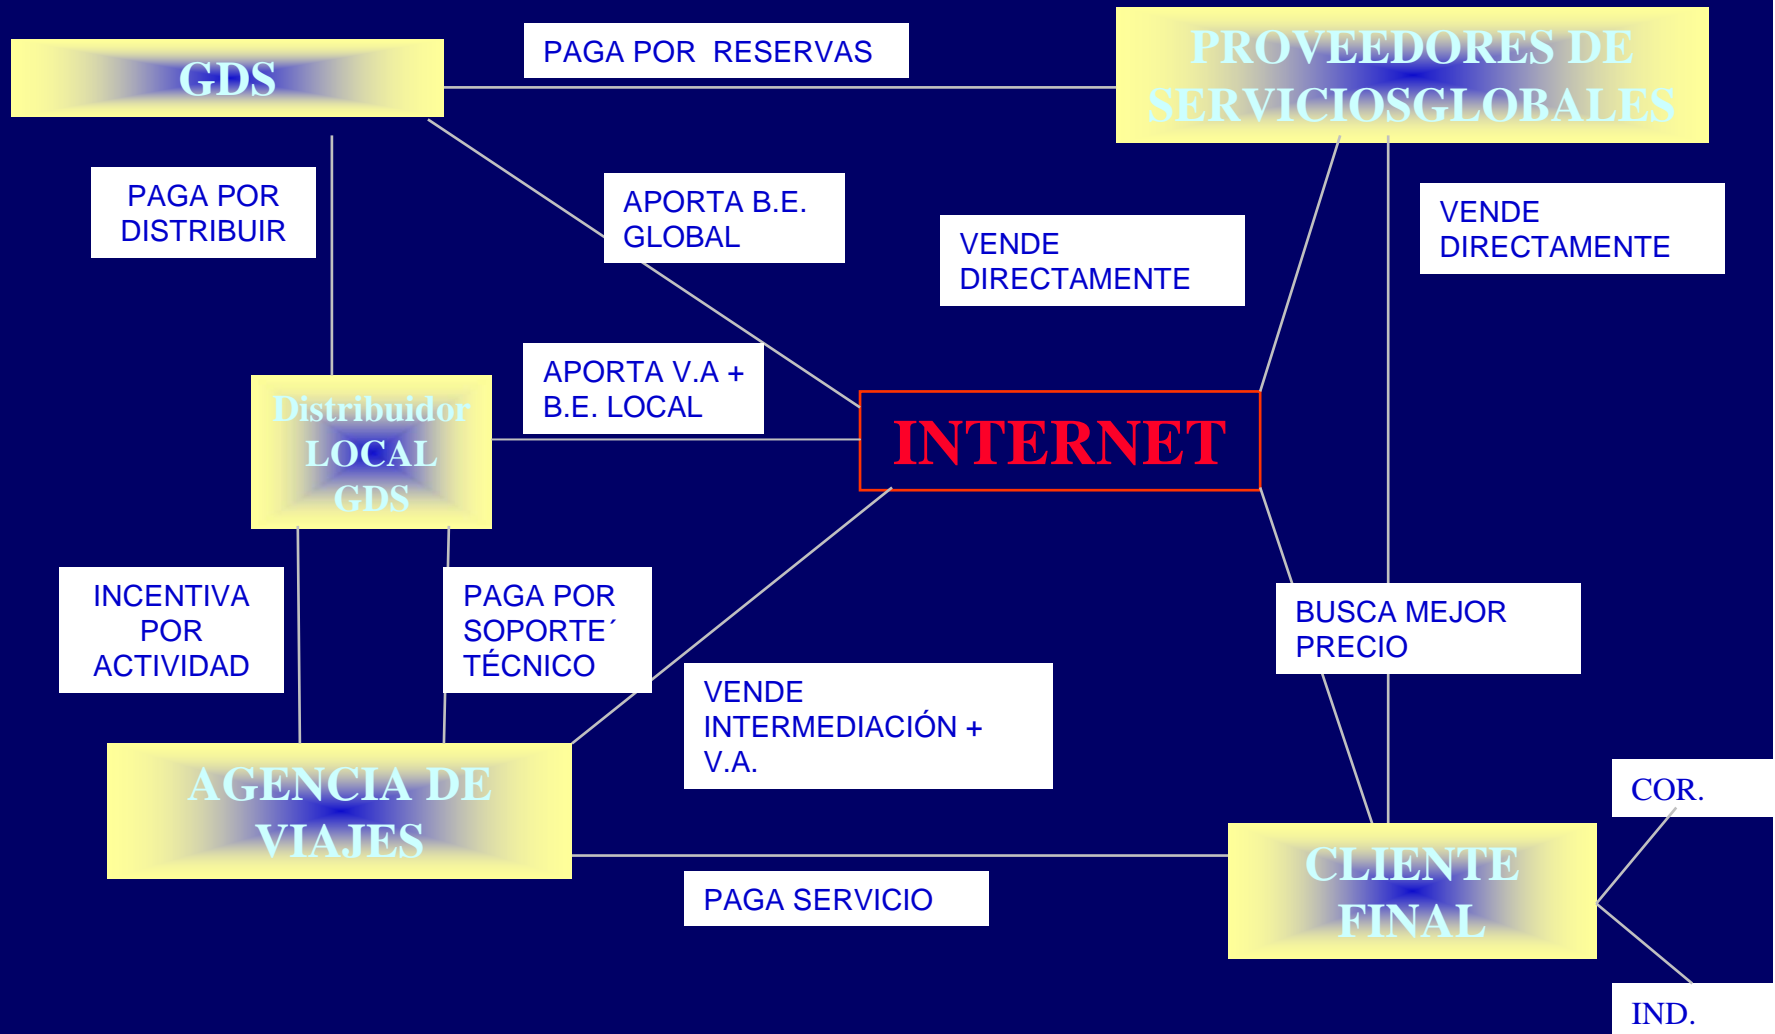 PAGA POR  RESERVAS
PROVEEDORES DE
SERVICIOSGLOBALES
GDS
PAGA POR
DISTRIBUIR
APORTA B.E.
GLOBAL
VENDE
DIRECTAMENTE
VENDE
DIRECTAMENTE
APORTA V.A +
B.E. LOCAL
Distribuidor
LOCAL
GDS
INTERNET
INCENTIVA
POR
ACTIVIDAD
PAGA POR
SOPORTE´
TÉCNICO
BUSCA MEJOR
PRECIO
VENDE
INTERMEDIACIÓN +
V.A.
AGENCIA DE
VIAJES
COR.
PAGA SERVICIO
CLIENTE
FINAL
IND.